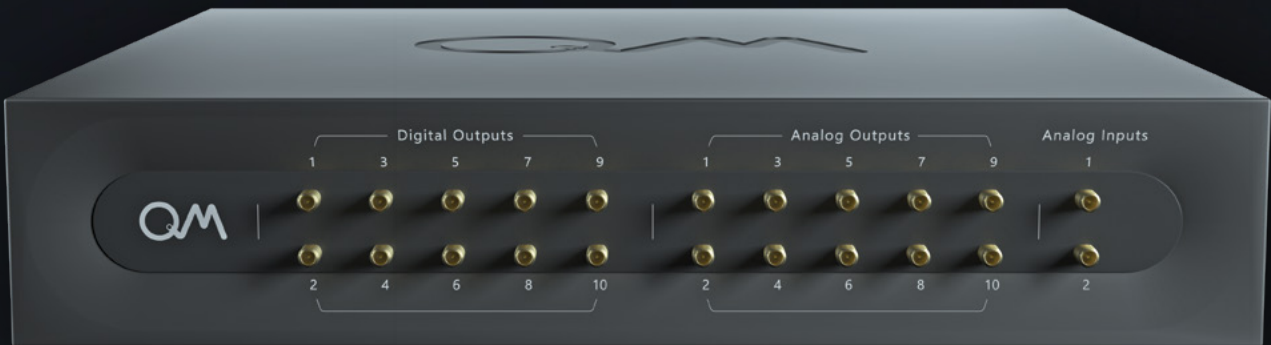 QM
Digital Outputs Analog Outputs Analog Inputs
1 3 5 7 9 1 3 5 7 9 1
QM
2 4 6 8 10 2 4 6 8 10 2